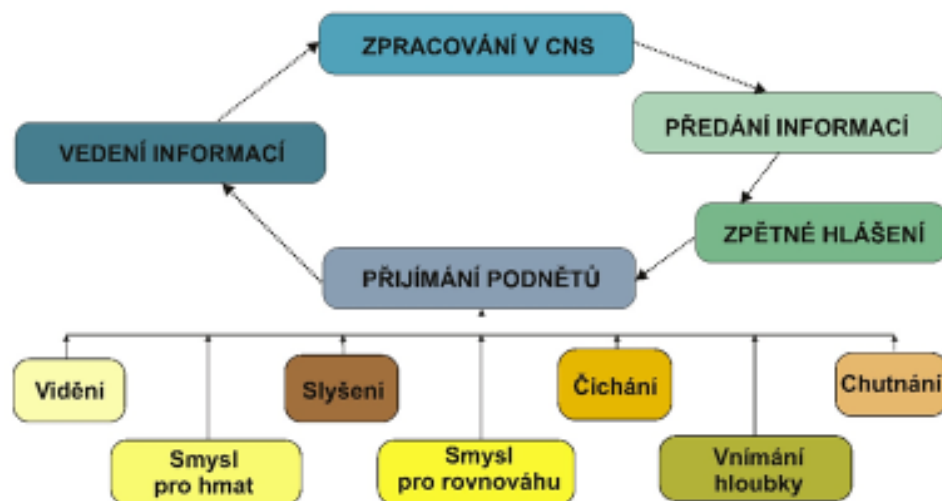 ZPRACOVÁNÍ V CNS
PŘEDÁNÍ INFORMACÍ
VEDENÍ INFORMACÍ
ZPĚTNÉ HLÁŠENÍ
PŘIJÍMÁNÍ PODNĚTŮ
Vidění
Slyšení
Čichání
Chutnání
Smysl
pro hmat
Smysl
pro rovnováhu
Vnímání
hloubky